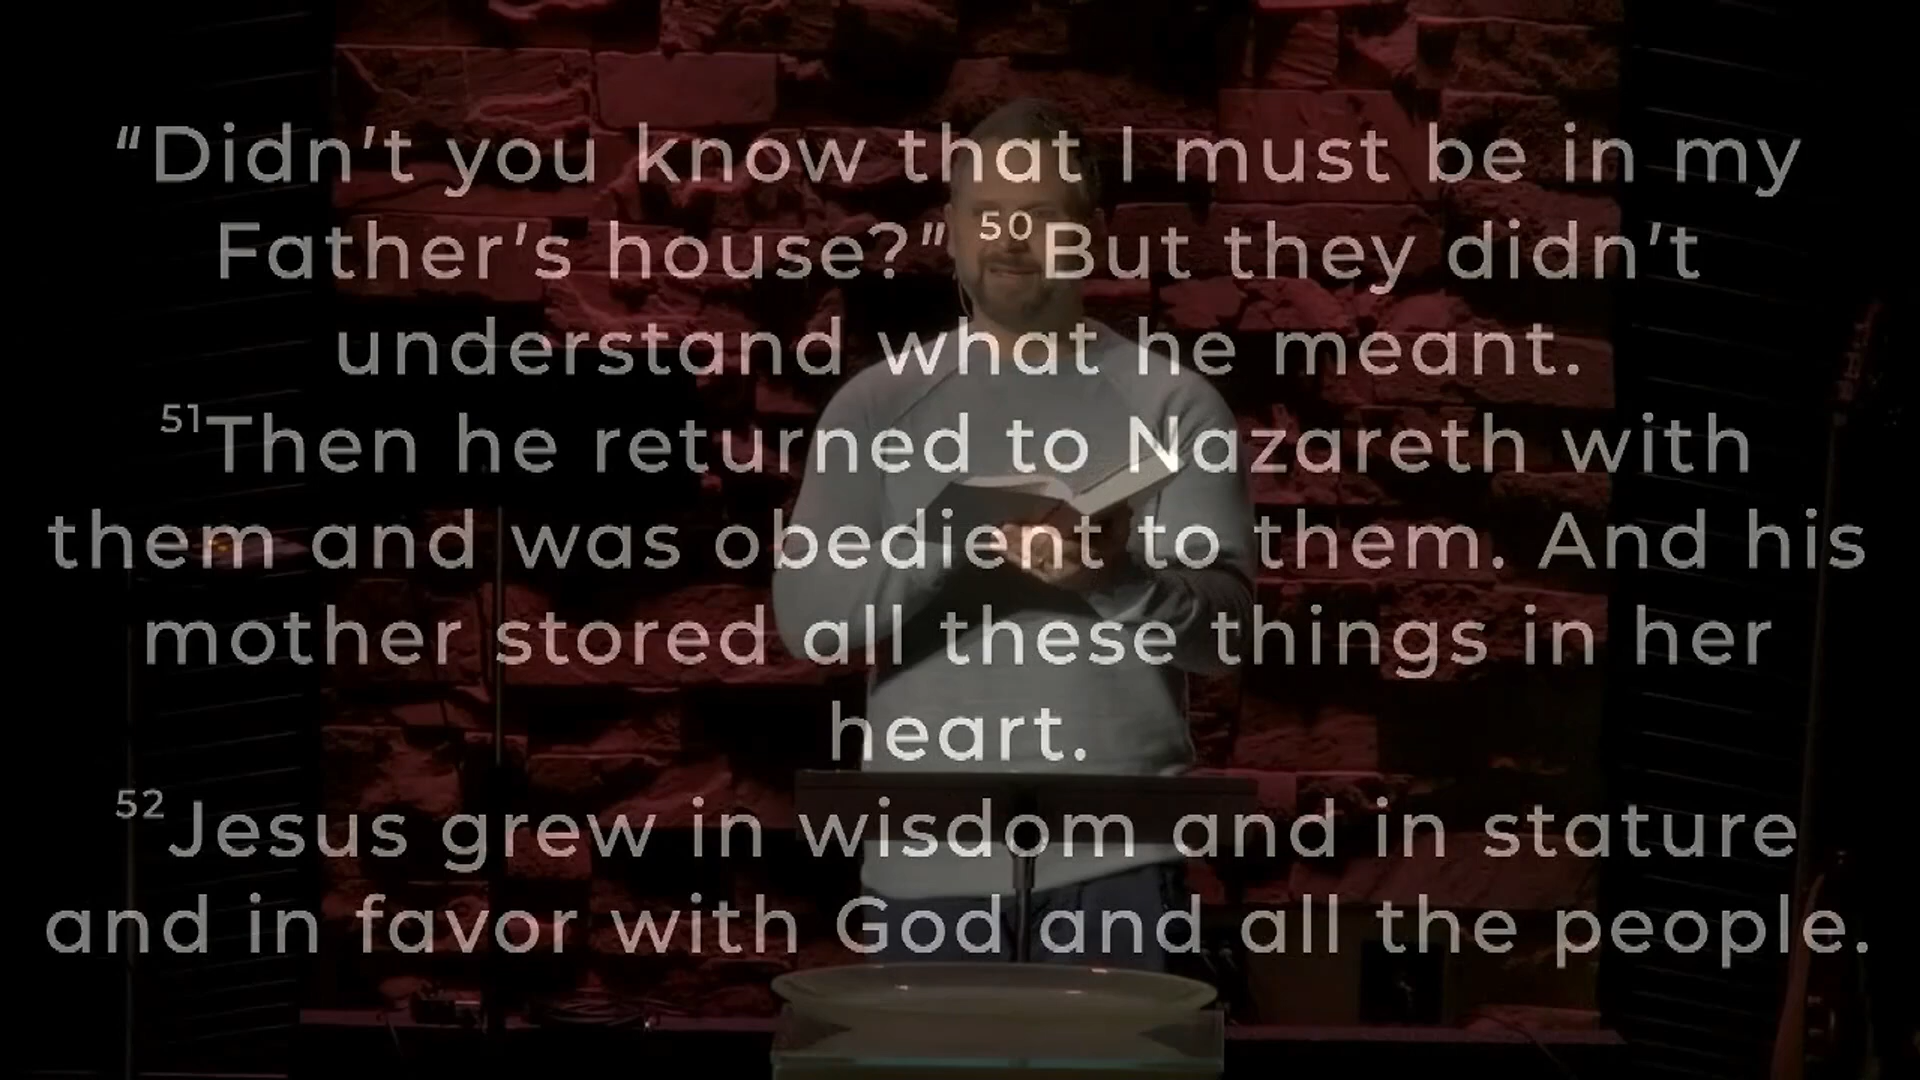 “Didn’t you know that I must be in my
Father’s house?” ⁵⁰But they didn’t
understand what he meant.
⁵¹Then he returned to Nazareth with
them and was obedient to them. And his
mother stored all these things in her
heart.
⁵²Jesus grew in wisdom and in stature
and in favor with God and all the people.